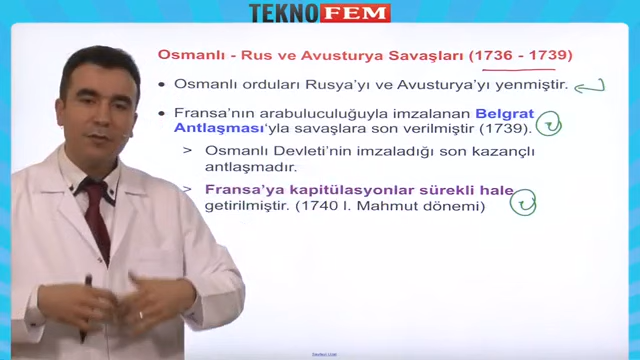 TEKNOFEM
Osmanlı - Rus ve Avusturya Savaşları (1736 - 1739)
• Osmanlı orduları Rusya'yı ve Avusturya'yı yenmiştir.
• Fransa'nın arabuluculuğuyla imzalanan Belgrat
Antlaşması'yla savaşlara son verilmiştir (1739).
> Osmanlı Devleti'nin imzaladığı son kazançlı
antlaşmadır.
> Fransa'ya kapitülasyonlar sürekli hale
getirilmiştir. (1740 I. Mahmut dönemi)